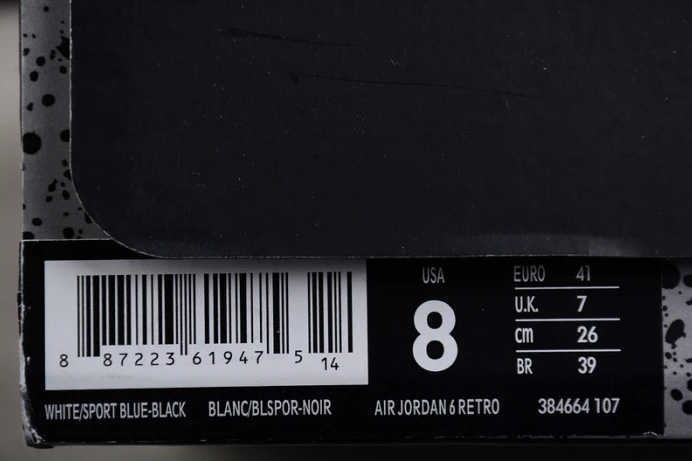 USA 8
EURO 41
U.K. 7
cm 26
BR 39
8 87223 61947 5 14
WHITE/SPORT BLUE-BLACK BLANC/BLSPOR-NOIR AIR JORDAN 6 RETRO 384664 107